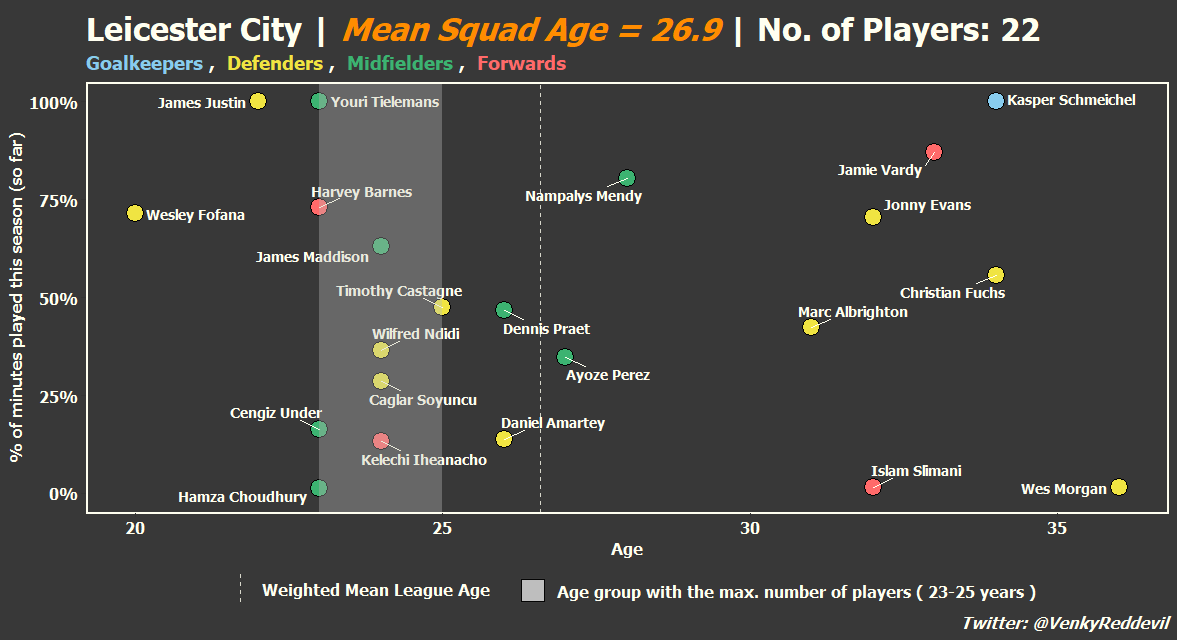 Leicester City | Mean Squad Age = 26.9 | No. of Players: 22
Goalkeepers , Defenders , Midfielders , Forwards
% of minutes played this season (so far)
100%
75%
50%
25%
0%
James Justin
Youri Tielemans
Kasper Schmeichel
Jamie Vardy
Harvey Barnes
Nampalys Mendy
Wesley Fofana
Jonny Evans
James Maddison
Timothy Castagne
Christian Fuchs
Marc Albrighton
Dennis Praet
Wilfred Ndidi
Ayoze Perez
Caglar Soyuncu
Cengiz Under
Daniel Amartey
Kelechi Iheanacho
Islam Slimani
Hamza Choudhury
Wes Morgan
20 25 30 35
Age
Weighted Mean League Age
Age group with the max. number of players ( 23-25 years )
Twitter: @VenkyReddevil